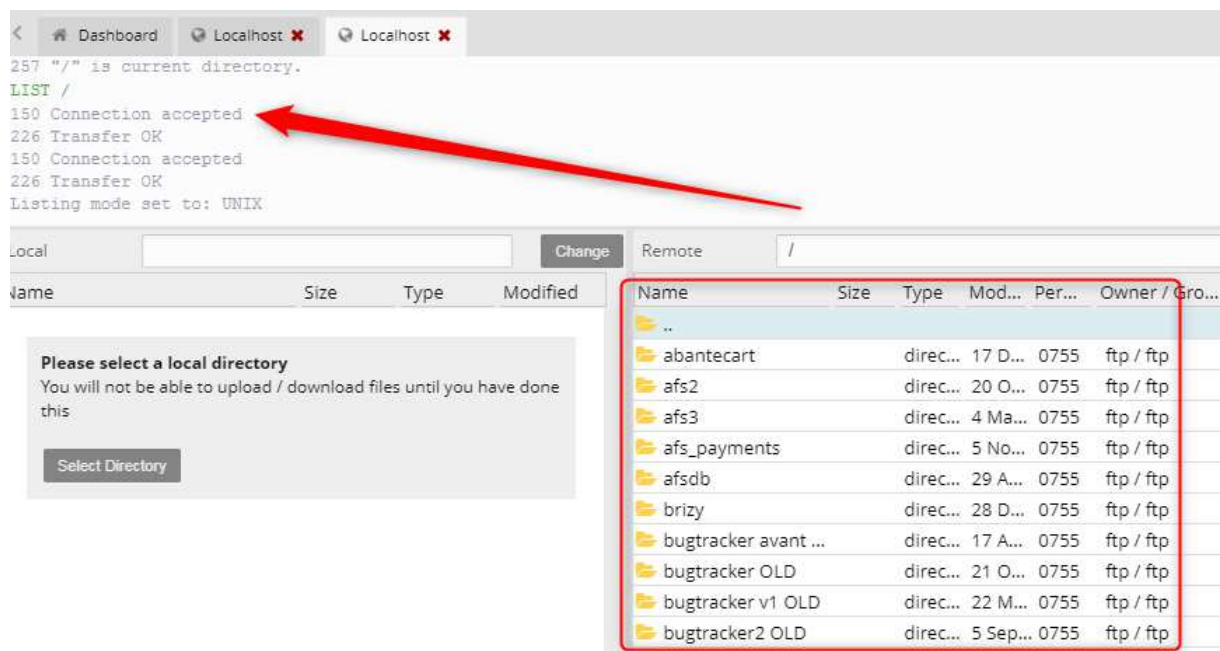 Dashboard Localhost Localhost
257 "/" is current directory.
LIST /
150 Connection accepted
226 Transfer OK
150 Connection accepted
226 Transfer OK
Listing mode set to: UNIX
Local Change Remote /
Name Size Type Modified Name Size Type Mod... Per... Owner / Gro...
..
Please select a local directory
You will not be able to upload / download files until you have done
this
Select Directory
abantecart direc... 17 D... 0755 ftp / ftp
afs2 direc... 20 O... 0755 ftp / ftp
afs3 direc... 4 Ma... 0755 ftp / ftp
afs_payments direc... 5 No... 0755 ftp / ftp
afsdb direc... 29 A... 0755 ftp / ftp
brizy direc... 28 D... 0755 ftp / ftp
bugtracker avant ... direc... 17 A... 0755 ftp / ftp
bugtracker OLD direc... 21 O... 0755 ftp / ftp
bugtracker v1 OLD direc... 22 M... 0755 ftp / ftp
bugtracker2 OLD direc... 5 Sep... 0755 ftp / ftp